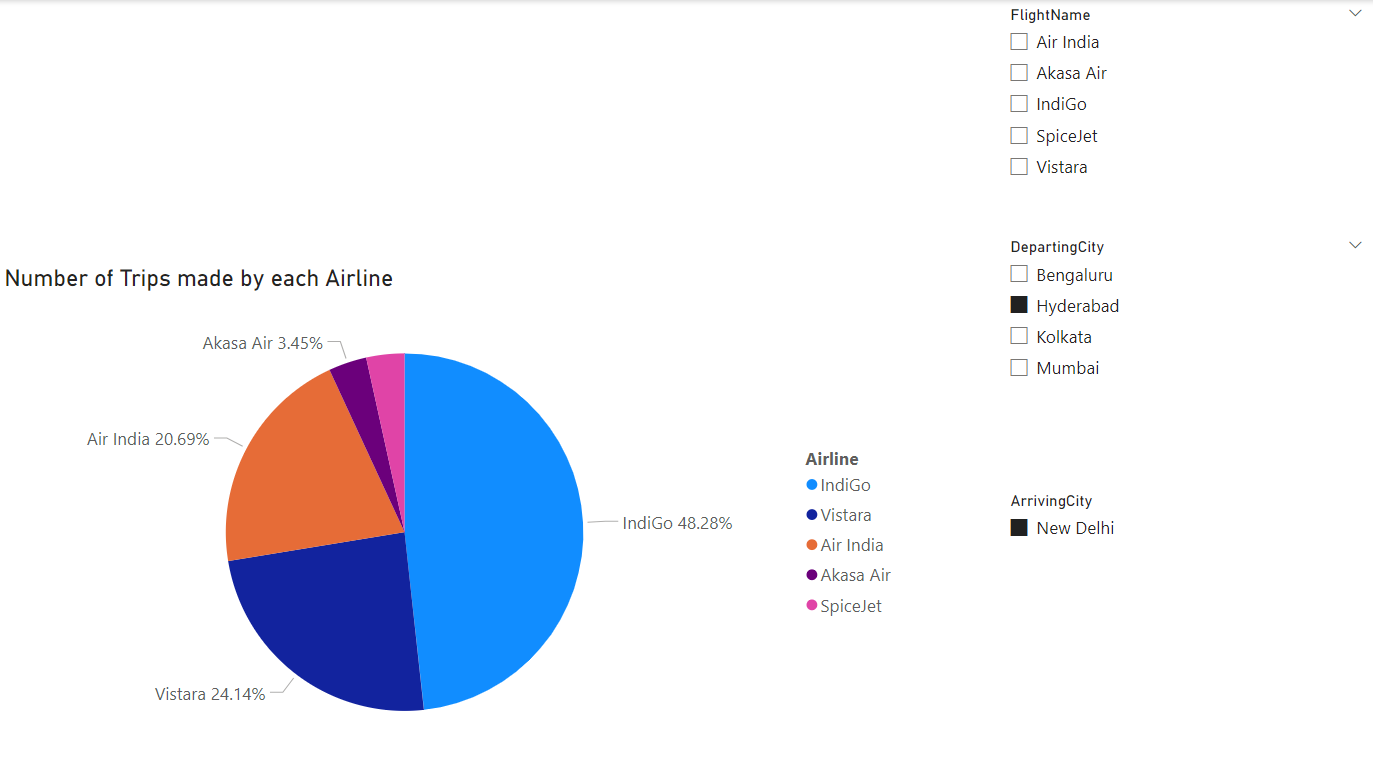 Number of Trips made by each Airline
Akasa Air 3.45%
Air India 20.69%
IndiGo 48.28%
Vistara 24.14%
Airline
IndiGo
Vistara
Air India
Akasa Air
SpiceJet
FlightName
Air India
Akasa Air
IndiGo
SpiceJet
Vistara
DepartingCity
Bengaluru
Hyderabad
Kolkata
Mumbai
ArrivingCity
New Delhi